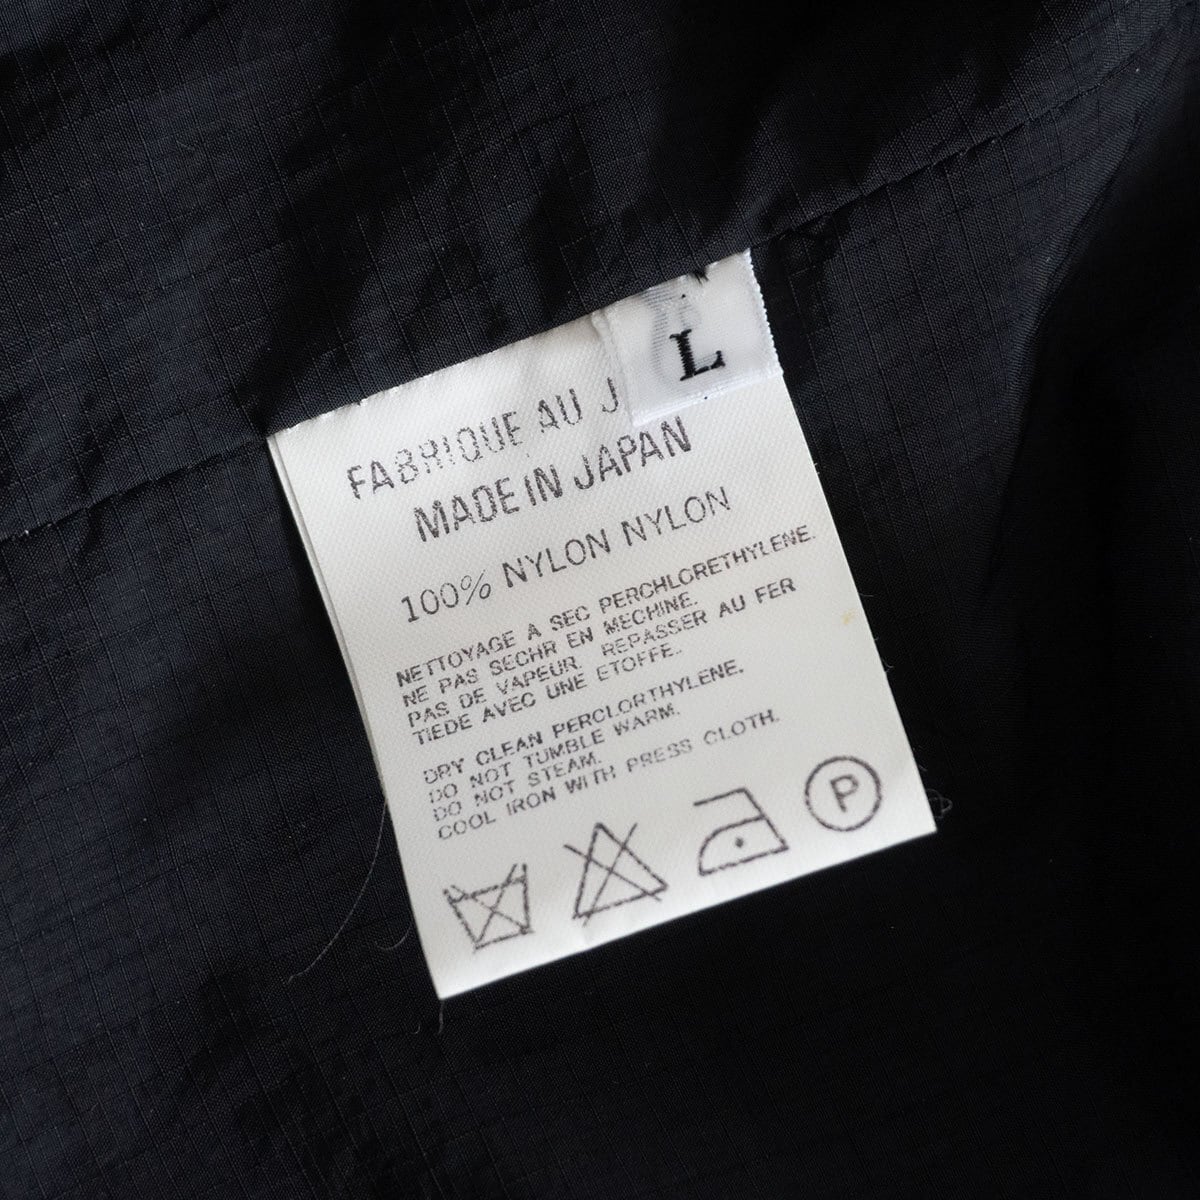 L
FABRIQUE AU J
MADE IN JAPAN
100% NYLON NYLON
NETTOYAGE A SEC PERCHLORETHYLENE.
NE PAS SECHR EN MECHINE.
PAS DE VAPEUR. REPASSER AU FER
TIEDE AVEC UNE ETOFFE.
DRY CLEAN PERCLORTHYLENE.
DO NOT TUMBLE WARM.
DO NOT STEAM.
COOL IRON WITH PRESS CLOTH.
P